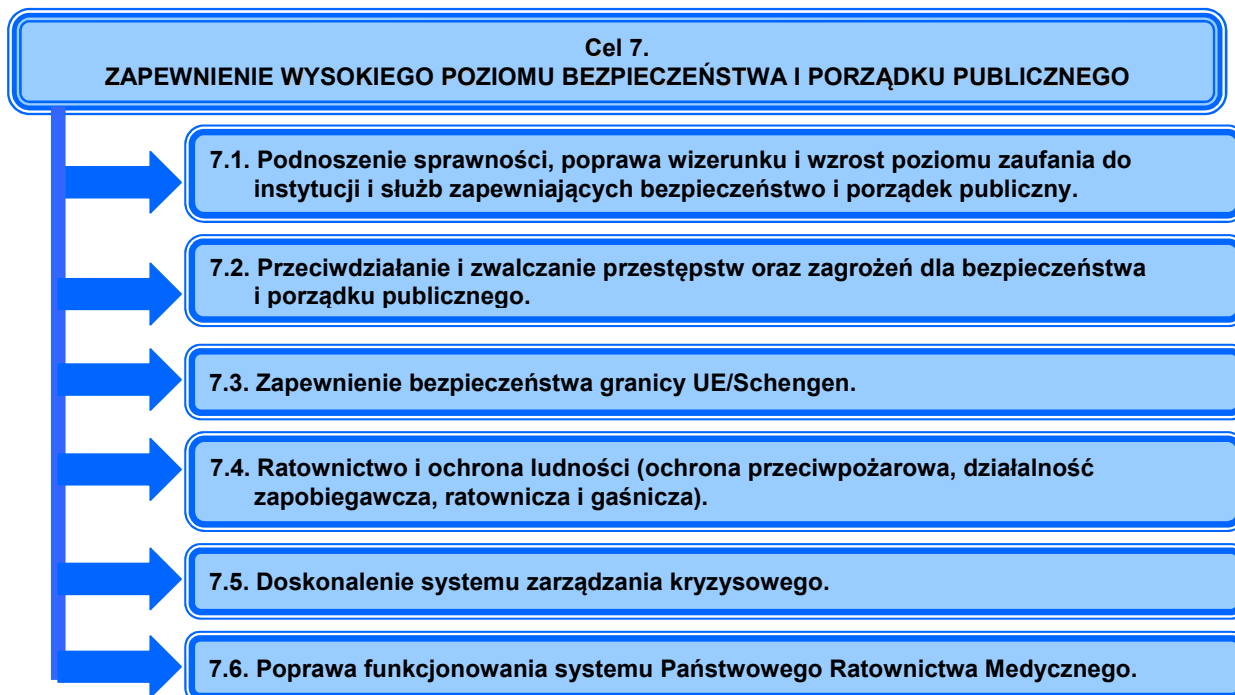 Cel 7.
ZAPEWNIENIE WYSOKIEGO POZIOMU BEZPIECZEŃSTWA I PORZĄDKU PUBLICZNEGO
7.1. Podnoszenie sprawności, poprawa wizerunku i wzrost poziomu zaufania do
instytucji i służb zapewniających bezpieczeństwo i porządek publiczny.
7.2. Przeciwdziałanie i zwalczanie przestępstw oraz zagrożeń dla bezpieczeństwa
i porządku publicznego.
7.3. Zapewnienie bezpieczeństwa granicy UE/Schengen.
7.4. Ratownictwo i ochrona ludności (ochrona przeciwpożarowa, działalność
zapobiegawcza, ratownicza i gaśnicza).
7.5. Doskonalenie systemu zarządzania kryzysowego.
7.6. Poprawa funkcjonowania systemu Państwowego Ratownictwa Medycznego.